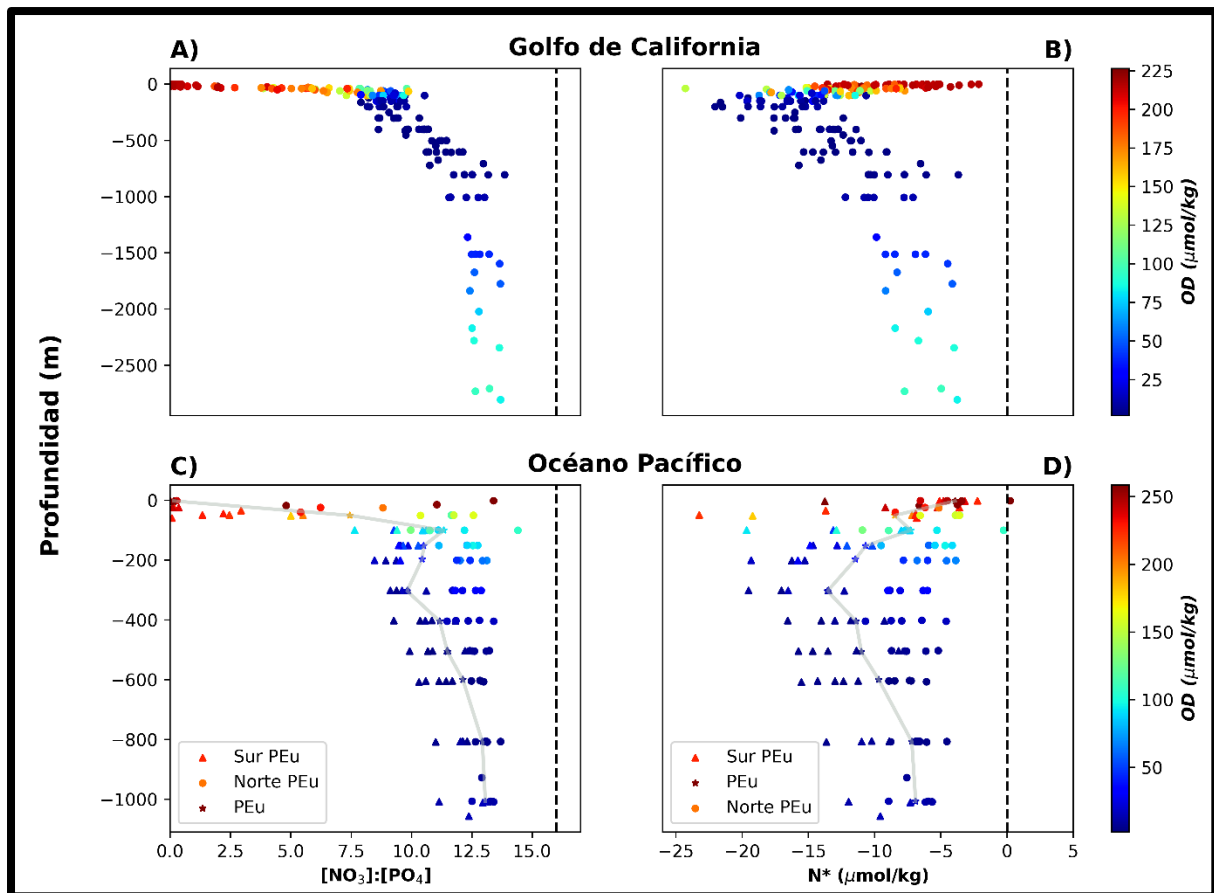 A) Golfo de California B)
0
−500
−1000
−1500
−2000
−2500
225
200
175
150
125
100
75
50
25
OD (μmol/kg)
Profundidad (m)
C) Océano Pacífico D)
0
−200
−400
−600
−800
−1000
Sur PEu
Norte PEu
PEu
0.0 2.5 5.0 7.5 10.0 12.5 15.0
[NO3]:[PO4]
Sur PEu
PEu
Norte PEu
−25 −20 −15 −10 −5 0 5
N* (μmol/kg)
250
200
150
100
50
OD (μmol/kg)